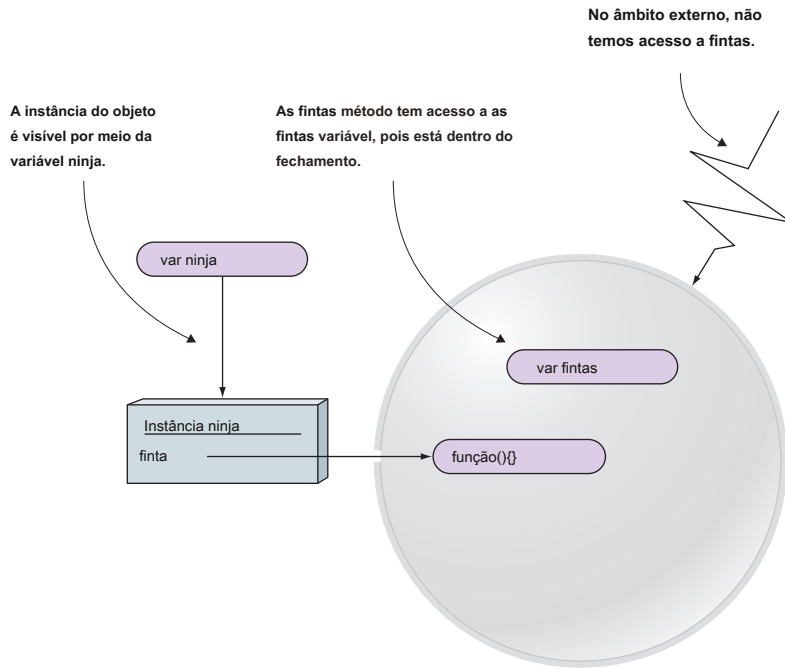 No âmbito externo, não
temos acesso a fintas.
A instância do objeto
é visível por meio da
variável ninja.
As fintas método tem acesso a as
fintas variável, pois está dentro do
fechamento.
var ninja
var fintas
Instância ninja
finta
função(){}